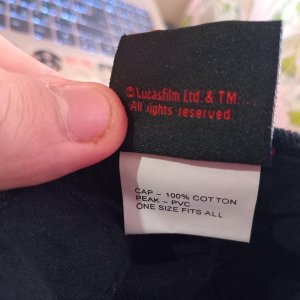 © Lucasfilm Ltd. & TM
All rights reserved.
CAP - 100% COTTON
PEAK - PVC
ONE SIZE FITS ALL